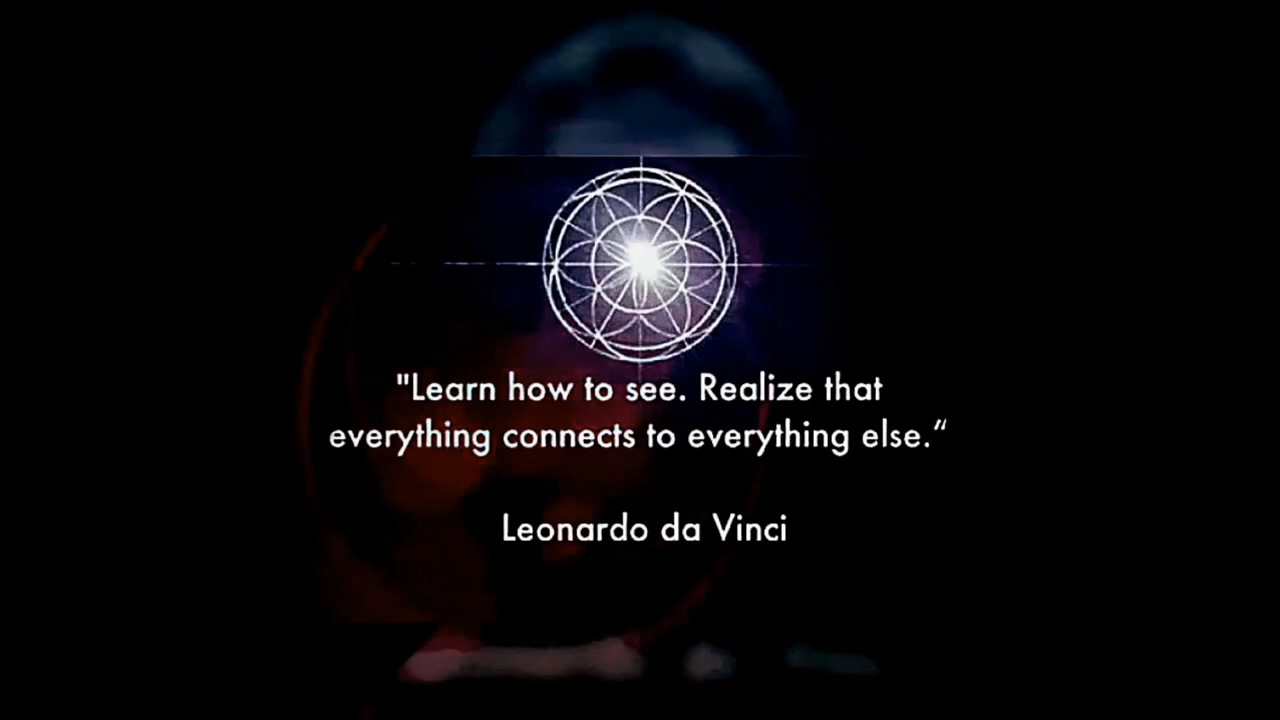 "Learn how to see. Realize that
everything connects to everything else.“
Leonardo da Vinci